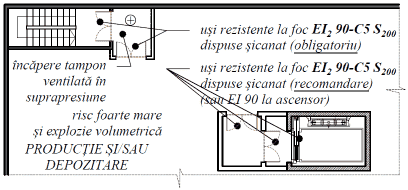 uși rezistente la foc EI2 90-C5 S200
dispuse șicanat (obligatoriu)
uși rezistente la foc EI2 90-C5 S200
dispuse șicanat (recomandare)
(sau EI 90 la ascensor)
încăpere tampon
ventilată în
suprapresiune
risc foarte mare
și explozie volumetrică
PRODUCȚIE ȘI/SAU
DEPOZITARE